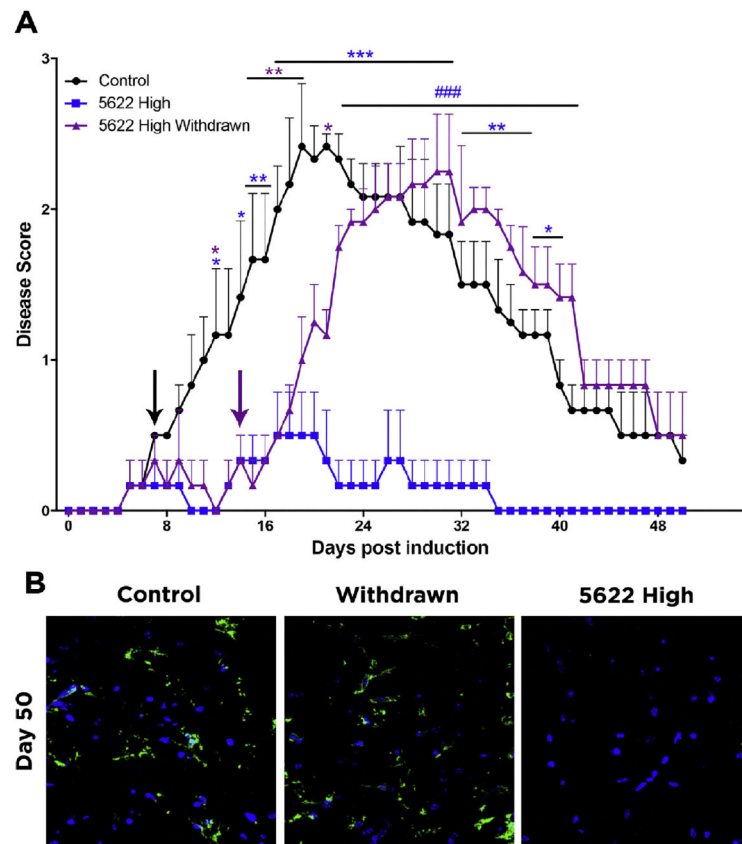 A
***
**
3
Control
5622 High
5622 High Withdrawn
###
*
**
**
2
*
*
*
*
Disease Score
1
0
0 8 16 24 32 40 48
Days post induction
B
Control Withdrawn 5622 High
Day 50